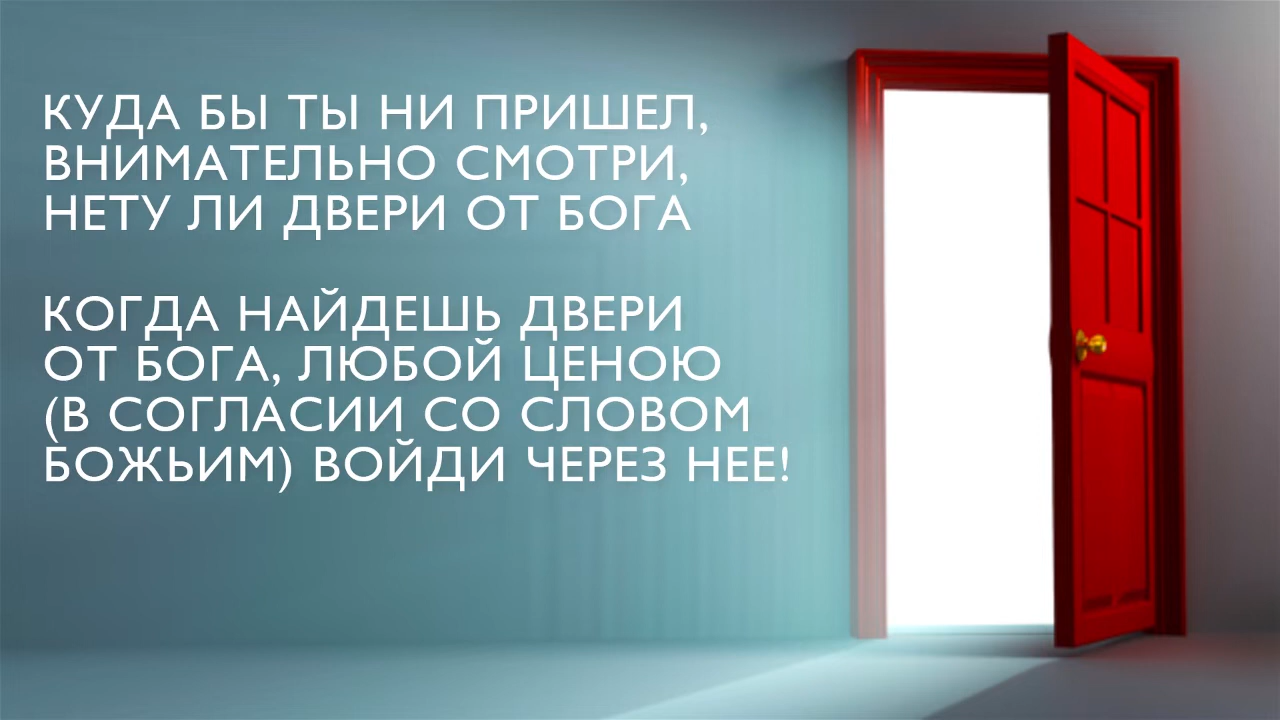 КУДА БЫ ТЫ НИ ПРИШЕЛ,
ВНИМАТЕЛЬНО СМОТРИ,
НЕТУ ЛИ ДВЕРИ ОТ БОГА
КОГДА НАЙДЕШЬ ДВЕРИ
ОТ БОГА, ЛЮБОЙ ЦЕНОЮ
(В СОГЛАСИИ СО СЛОВОМ
БОЖЬИМ) ВОЙДИ ЧЕРЕЗ НЕЕ!